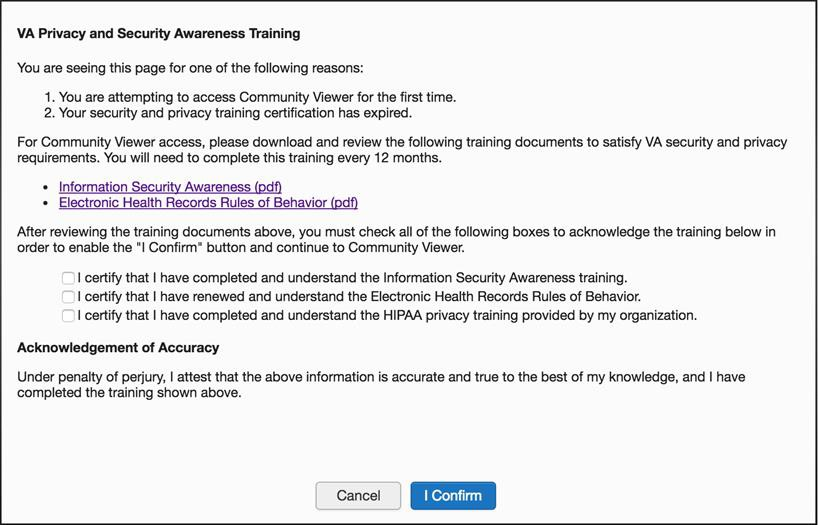 VA Privacy and Security Awareness Training
You are seeing this page for one of the following reasons:
1. You are attempting to access Community Viewer for the first time.
2. Your security and privacy training certification has expired.
For Community Viewer access, please download and review the following training documents to satisfy VA security and privacy
requirements. You will need to complete this training every 12 months.
• Information Security Awareness (pdf)
• Electronic Health Records Rules of Behavior (pdf)
After reviewing the training documents above, you must check all of the following boxes to acknowledge the training below in
order to enable the "I Confirm" button and continue to Community Viewer.
I certify that I have completed and understand the Information Security Awareness training.
I certify that I have renewed and understand the Electronic Health Records Rules of Behavior.
I certify that I have completed and understand the HIPAA privacy training provided by my organization.
Acknowledgement of Accuracy
Under penalty of perjury, I attest that the above information is accurate and true to the best of my knowledge, and I have
completed the training shown above.
Cancel I Confirm